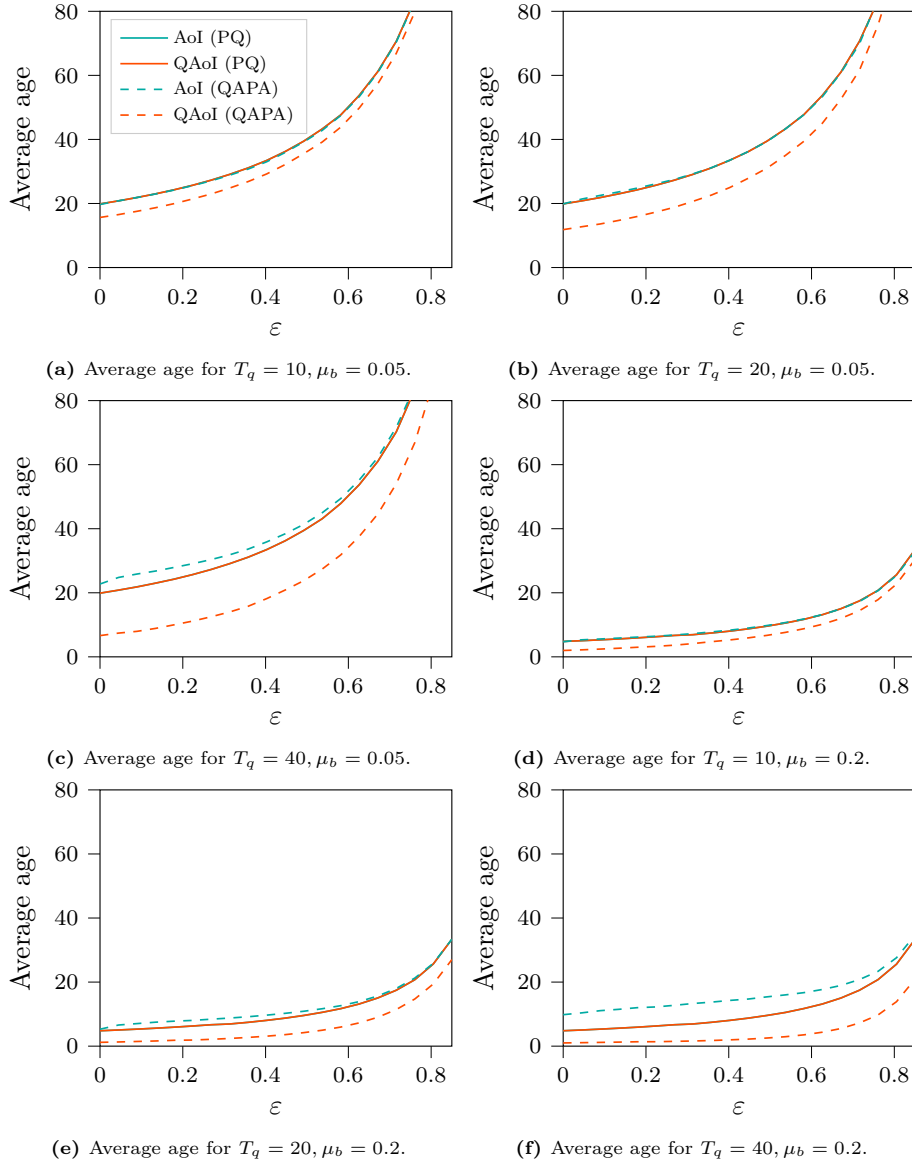 80
60
40
20
0
Average age
AoI (PQ)
QAoI (PQ)
AoI (QAPA)
QAoI (QAPA)
0 0.2 0.4 0.6 0.8
ε
(a) Average age for T_q = 10, μ_b = 0.05.
80
60
40
20
0
Average age
0 0.2 0.4 0.6 0.8
ε
(b) Average age for T_q = 20, μ_b = 0.05.
80
60
40
20
0
Average age
0 0.2 0.4 0.6 0.8
ε
(c) Average age for T_q = 40, μ_b = 0.05.
80
60
40
20
0
Average age
0 0.2 0.4 0.6 0.8
ε
(d) Average age for T_q = 10, μ_b = 0.2.
80
60
40
20
0
Average age
0 0.2 0.4 0.6 0.8
ε
(e) Average age for T_q = 20, μ_b = 0.2.
80
60
40
20
0
Average age
0 0.2 0.4 0.6 0.8
ε
(f) Average age for T_q = 40, μ_b = 0.2.